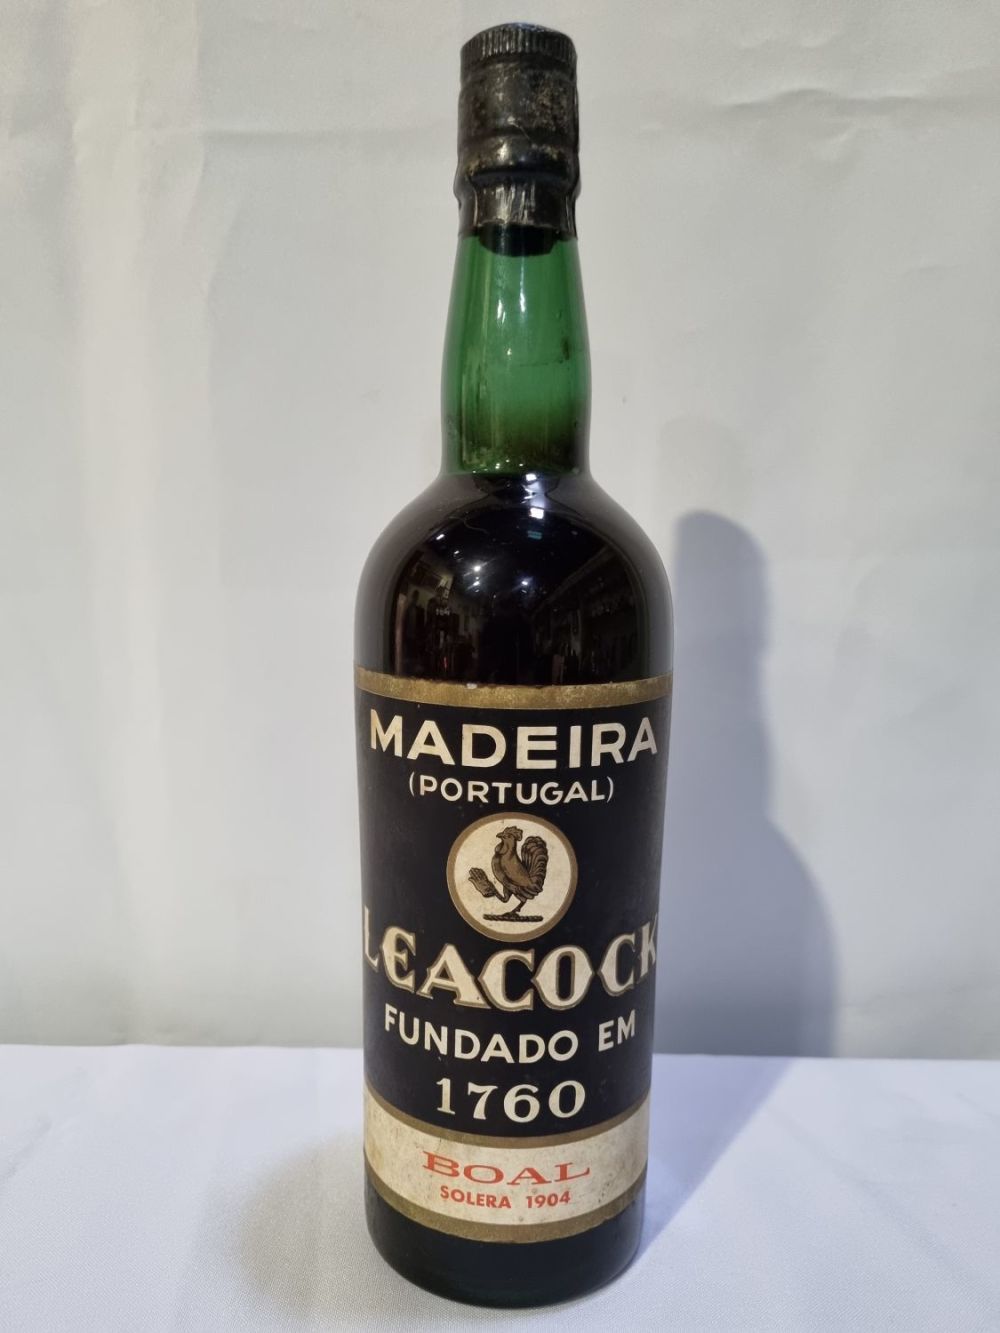 MADEIRA
(PORTUGAL)
LEACOCK
FUNDADO EM
1760
BOAL
SOLERA 1904